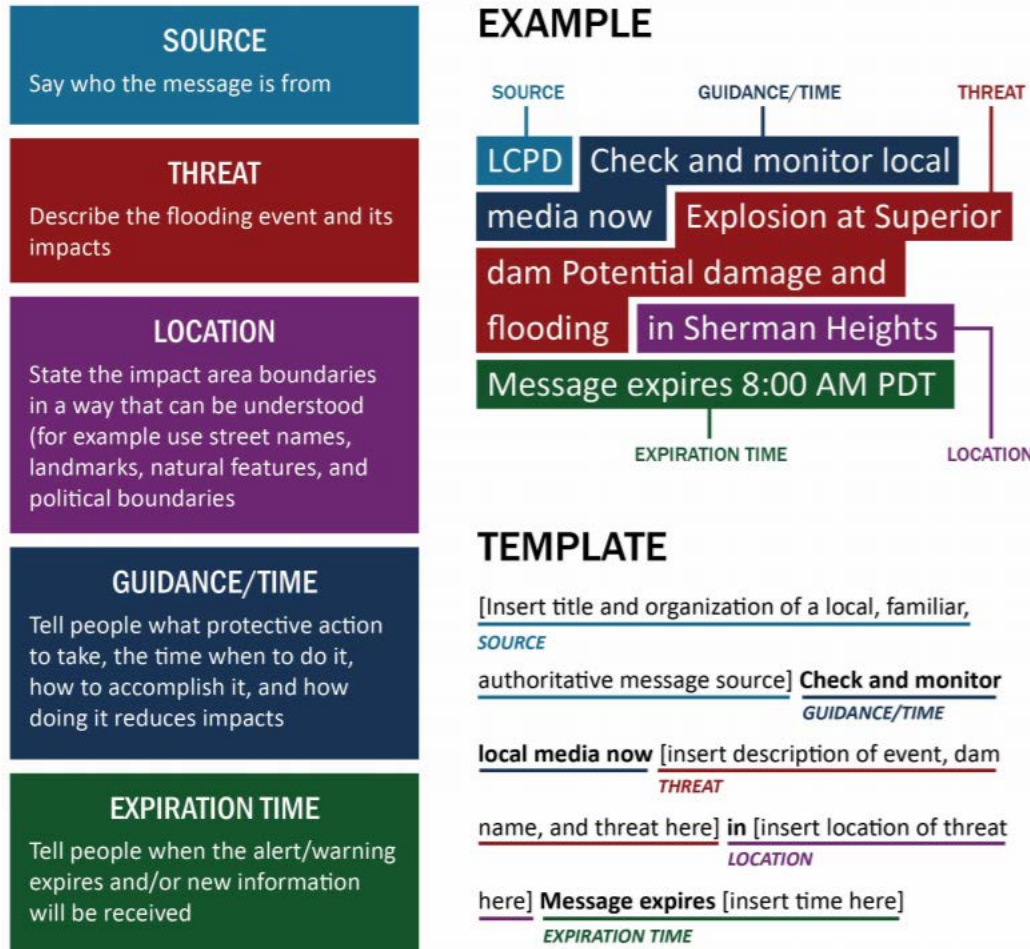 SOURCE
Say who the message is from
THREAT
Describe the flooding event and its
impacts
LOCATION
State the impact area boundaries
in a way that can be understood
(for example use street names,
landmarks, natural features, and
political boundaries
GUIDANCE/TIME
Tell people what protective action
to take, the time when to do it,
how to accomplish it, and how
doing it reduces impacts
EXPIRATION TIME
Tell people when the alert/warning
expires and/or new information
will be received
EXAMPLE
SOURCE GUIDANCE/TIME THREAT
LCPD Check and monitor local
media now Explosion at Superior
dam Potential damage and
flooding in Sherman Heights
Message expires 8:00 AM PDT
EXPIRATION TIME LOCATION
TEMPLATE
[Insert title and organization of a local, familiar,
SOURCE
authoritative message source] Check and monitor
GUIDANCE/TIME
local media now [insert description of event, dam
THREAT
name, and threat here] in [insert location of threat
LOCATION
here] Message expires [insert time here]
EXPIRATION TIME